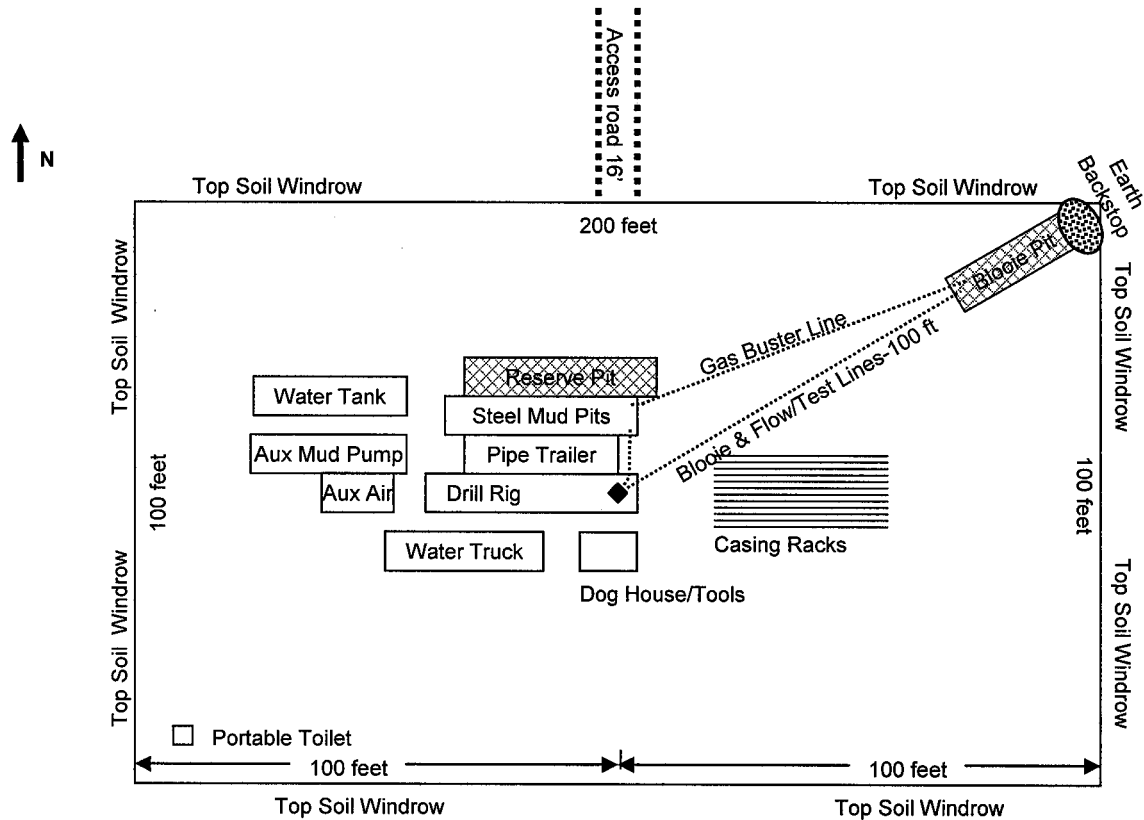 Access road 16'
N
Top Soil Windrow
Top Soil Windrow
Earth
Backstop
200 feet
Blooie Pit
Top Soil Windrow
Top Soil Windrow
Gas Buster Line
Blooie & Flow/Test Lines-100 ft
Reserve Pit
Water Tank
Steel Mud Pits
Aux Mud Pump
Pipe Trailer
Aux Air
Drill Rig
100 feet
100 feet
Water Truck
Casing Racks
Dog House/Tools
Top Soil Windrow
Top Soil Windrow
Portable Toilet
100 feet
100 feet
Top Soil Windrow
Top Soil Windrow